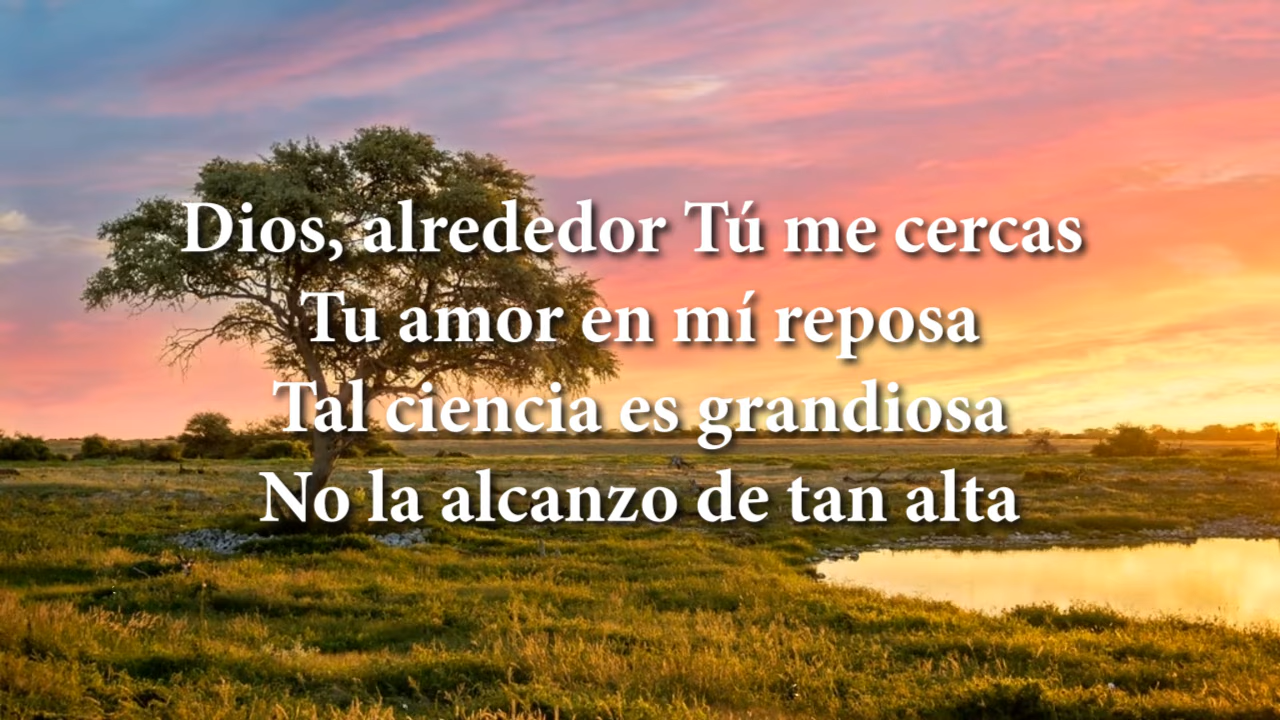 Dios, alrededor Tú me cercas
Tu amor en mí reposa
Tal ciencia es grandiosa
No la alcanzo de tan alta